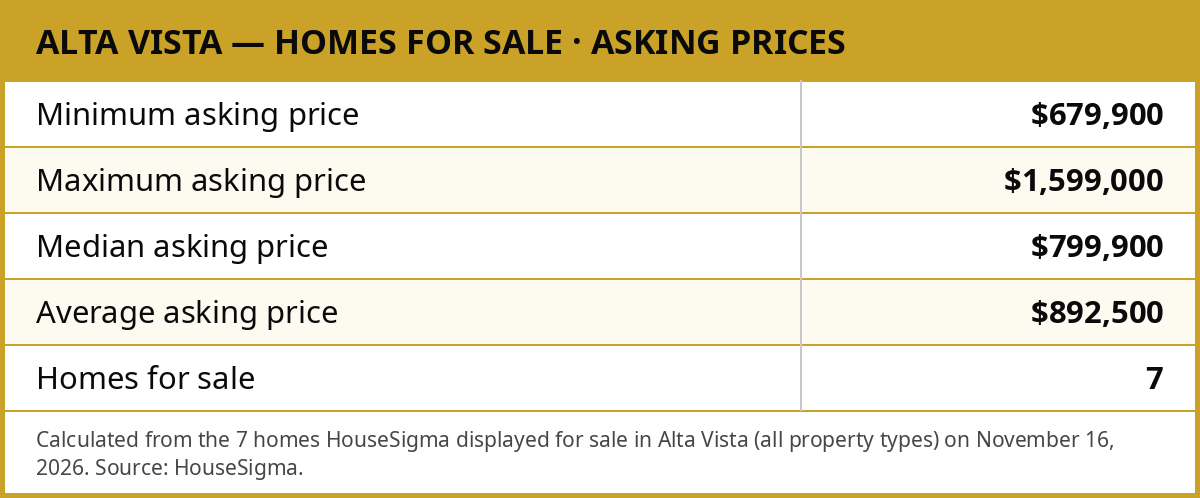 ALTA VISTA — HOMES FOR SALE · ASKING PRICES
Minimum asking price $679,900
Maximum asking price $1,599,000
Median asking price $799,900
Average asking price $892,500
Homes for sale 7
Calculated from the 7 homes HouseSigma displayed for sale in Alta Vista (all property types) on November 16,
2026. Source: HouseSigma.